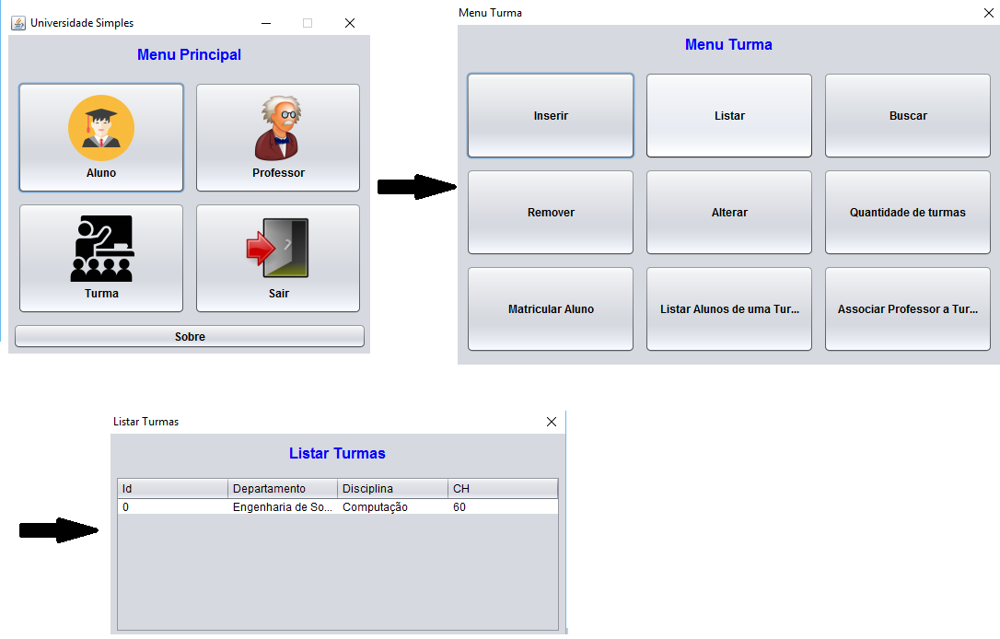 Universidade Simples
Menu Principal
Aluno
Professor
Turma
Sair
Sobre
Menu Turma
Menu Turma
Inserir
Listar
Buscar
Remover
Alterar
Quantidade de turmas
Matricular Aluno
Listar Alunos de uma Tur...
Associar Professor a Tur...
Listar Turmas
Listar Turmas
Id Departamento Disciplina CH
0 Engenharia de So... Computação 60